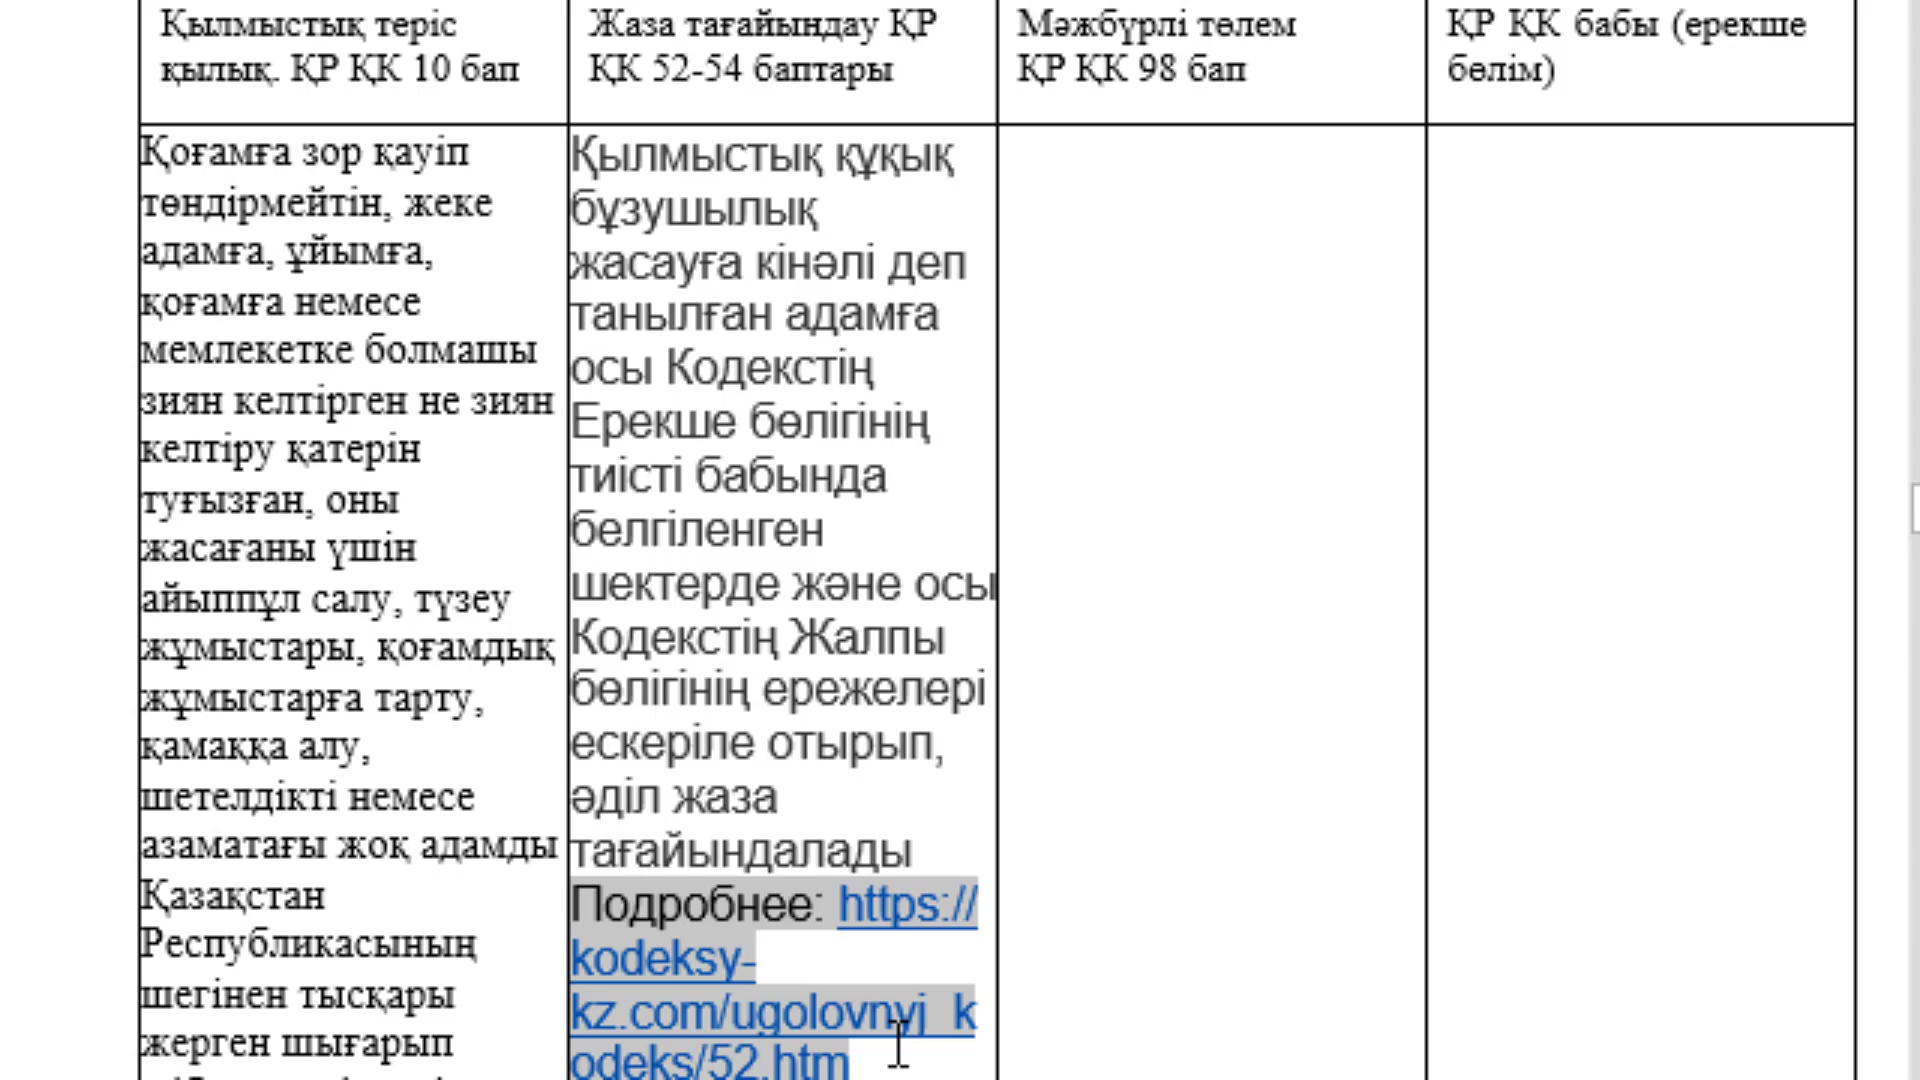 Қылмыстық теріс
қылық. ҚР ҚК 10 бап
Жаза тағайындау ҚР
ҚК 52-54 баптары
Мәжбүрлі төлем
ҚР ҚК 98 бап
ҚР ҚК бабы (ерекше
бөлім)
Қоғамға зор қауіп
төндірмейтін, жеке
адамға, ұйымға,
қоғамға немесе
мемлекетке болмашы
зиян келтірген не зиян
келтіру қатерін
туғызған, оны
жасағаны үшін
айыппұл салу, түзеу
жұмыстары, қоғамдық
жұмыстарға тарту,
қамаққа алу,
шетелдікті немесе
азаматағы жоқ адамды
Қазақстан
Республикасының
шегінен тысқары
жерген шығарып
Қылмыстық құқық
бұзушылық
жасауға кінәлі деп
танылған адамға
осы Кодекстің
Ерекше бөлігінің
тиісті бабында
белгіленген
шектерде және осы
Кодекстің Жалпы
бөлігінің ережелері
ескеріле отырып,
әділ жаза
тағайындалады
Подробнее: https://
kodeksy-
kz.com/ugolovnyj_k
odeks/52.htm